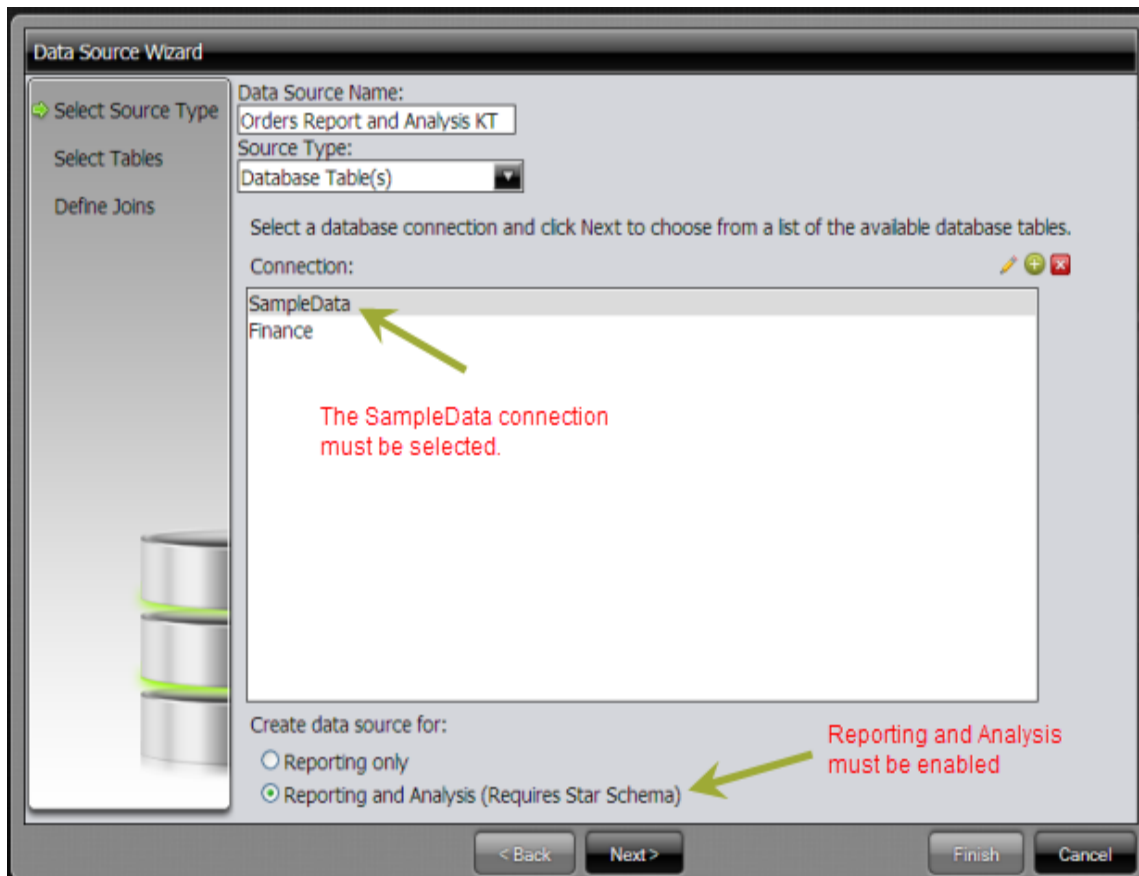 Data Source Wizard
Select Source Type
Select Tables
Define Joins
Data Source Name:
Orders Report and Analysis KT
Source Type:
Database Table(s)
Select a database connection and click Next to choose from a list of the available database tables.
Connection:
SampleData
Finance
The SampleData connection
must be selected.
Create data source for:
Reporting only
Reporting and Analysis (Requires Star Schema)
Reporting and Analysis
must be enabled
< Back
Next >
Finish
Cancel